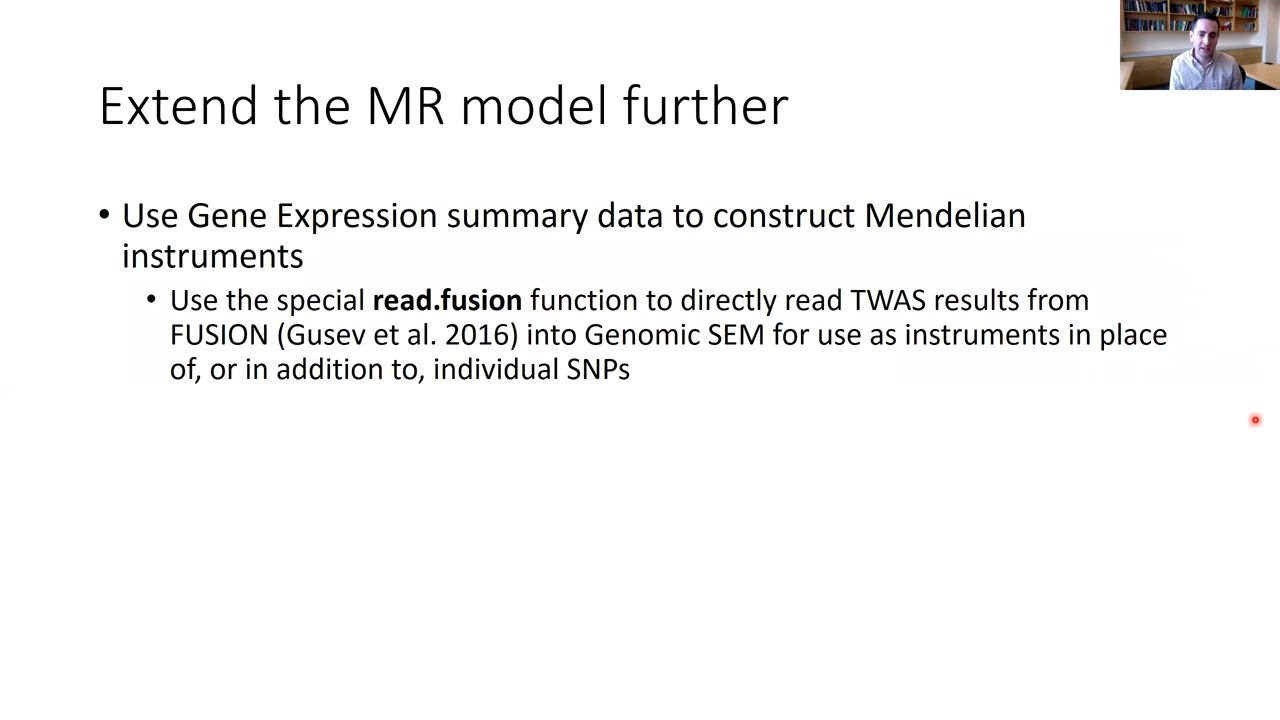 Extend the MR model further
• Use Gene Expression summary data to construct Mendelian
instruments
• Use the special read.fusion function to directly read TWAS results from
FUSION (Gusev et al. 2016) into Genomic SEM for use as instruments in place
of, or in addition to, individual SNPs